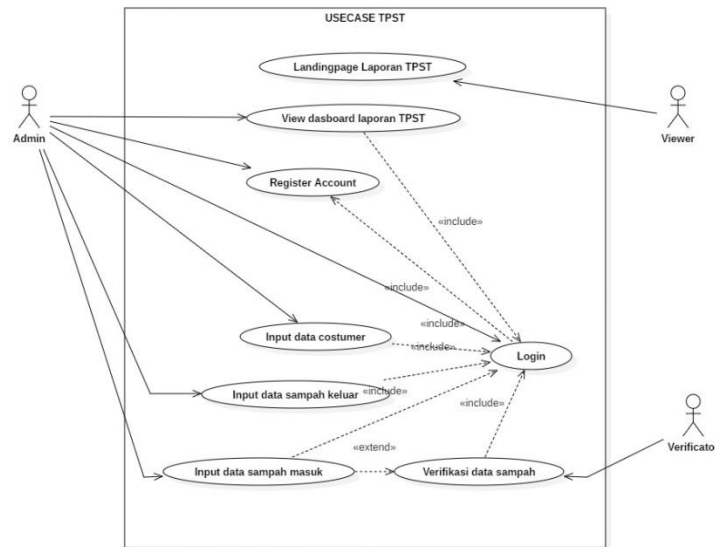 USECASE TPST
Landingpage Laporan TPST
View dasboard laporan TPST
Admin
Viewer
Register Account
«include»
«include»
«include»
Input data costumer
«include»
Login
Input data sampah keluar
«include»
«include»
«extend»
Verificato
Input data sampah masuk
Verifikasi data sampah